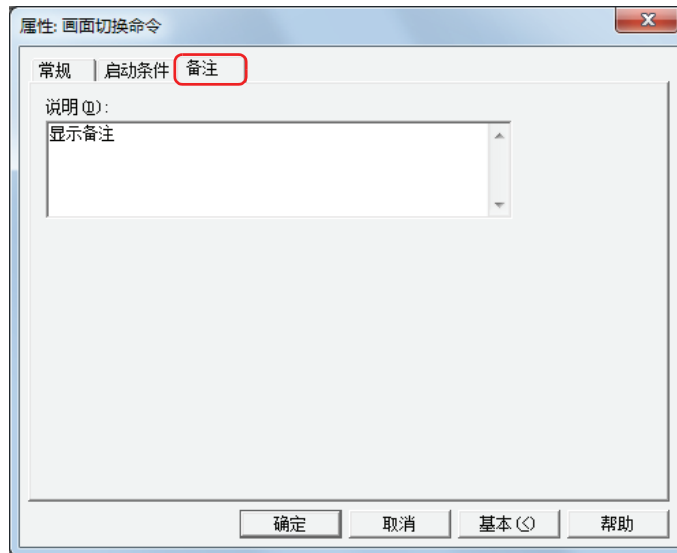 属性: 画面切换命令
常规 启动条件 备注
说明(D):
显示备注
确定 取消 基本(<) 帮助